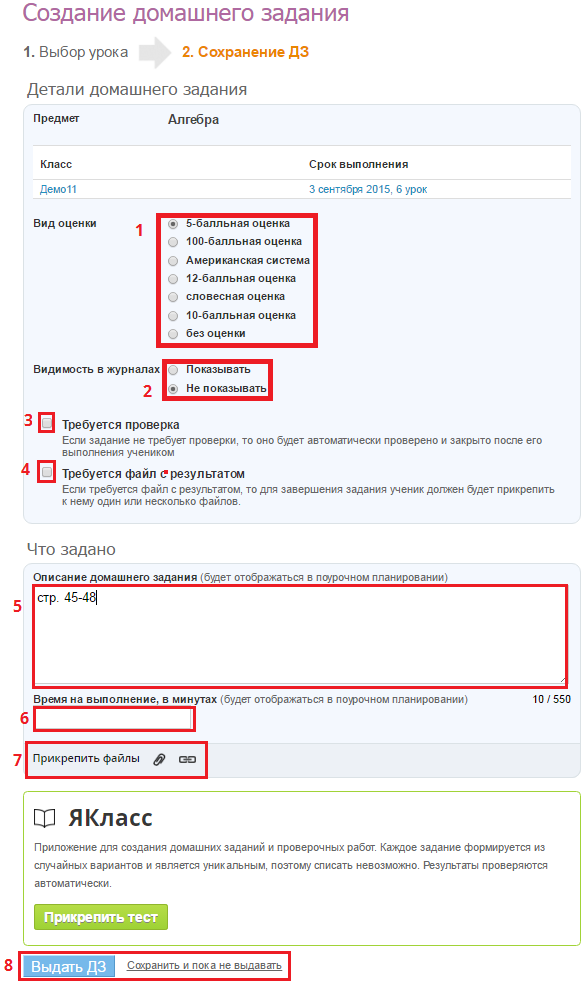 Создание домашнего задания
1. Выбор урока 2. Сохранение ДЗ
Детали домашнего задания
Предмет Алгебра
Класс Срок выполнения
Демо11 3 сентября 2015, 6 урок
Вид оценки 1 5-балльная оценка
100-балльная оценка
Американская система
12-балльная оценка
словесная оценка
10-балльная оценка
без оценки
Видимость в журналах Показывать
2 Не показывать
3 Требуется проверка
Если задание не требует проверки, то оно будет автоматически проверено и закрыто после его
выполнения учеником
4 Требуется файл с результатом
Если требуется файл с результатом, то для завершения задания ученик должен будет прикрепить
к нему один или несколько файлов.
Что задано
Описание домашнего задания (будет отображаться в поурочном планировании)
5 стр. 45-48
Время на выполнение, в минутах (будет отображаться в поурочном планировании) 10 / 550
6
7 Прикрепить файлы
ЯКласс
Приложение для создания домашних заданий и проверочных работ. Каждое задание формируется из
случайных вариантов и является уникальным, поэтому списать невозможно. Результаты проверяются
автоматически.
Прикрепить тест
8 Выдать ДЗ Сохранить и пока не выдавать